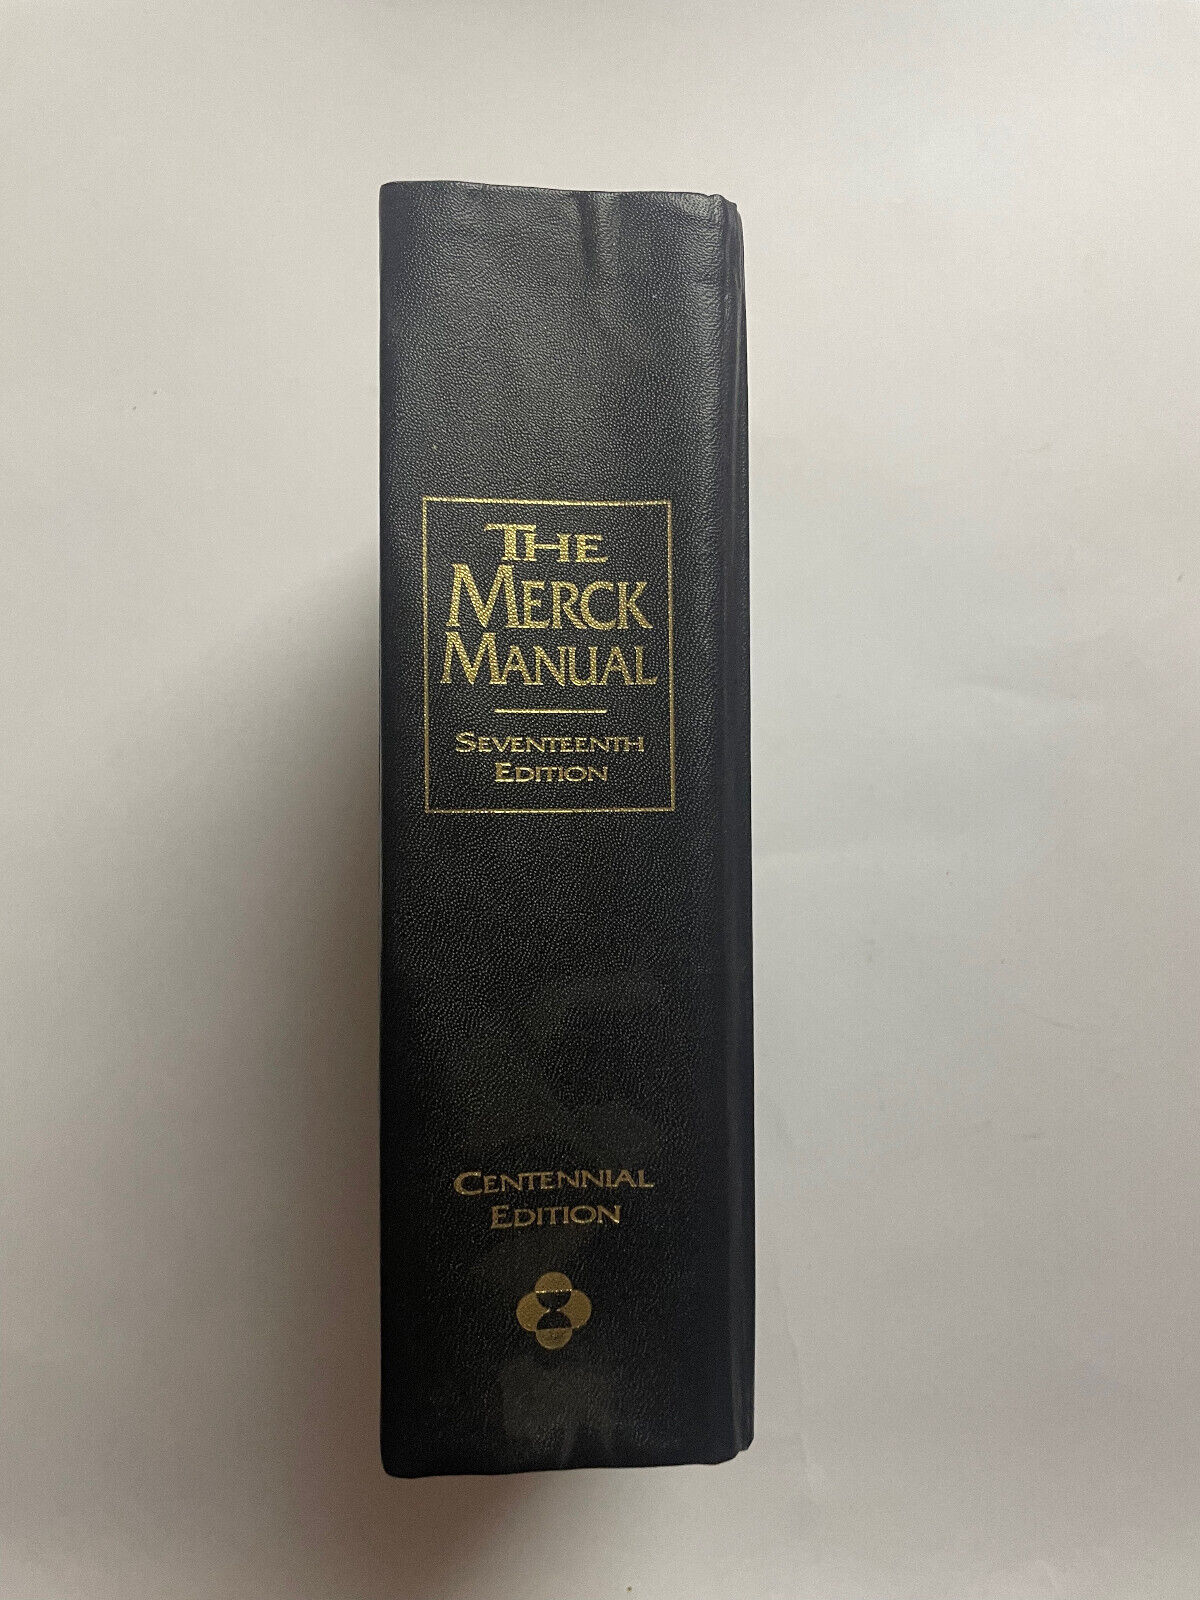 THE
MERCK
MANUAL
SEVENTEENTH
EDITION
CENTENNIAL
EDITION